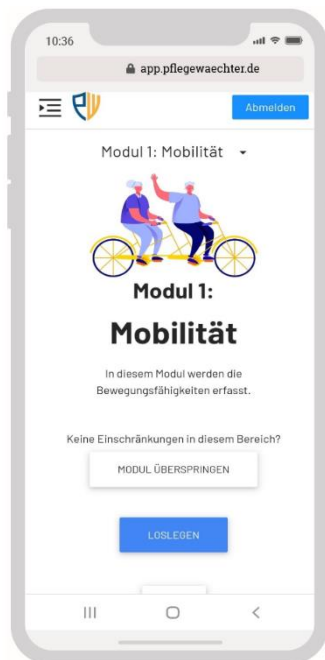 10:36
app.pflegewaechter.de
Abmelden
Modul 1: Mobilität
Modul 1:
Mobilität
In diesem Modul werden die
Bewegungsfähigkeiten erfasst.
Keine Einschränkungen in diesem Bereich?
MODUL ÜBERSPRINGEN
LOSLEGEN